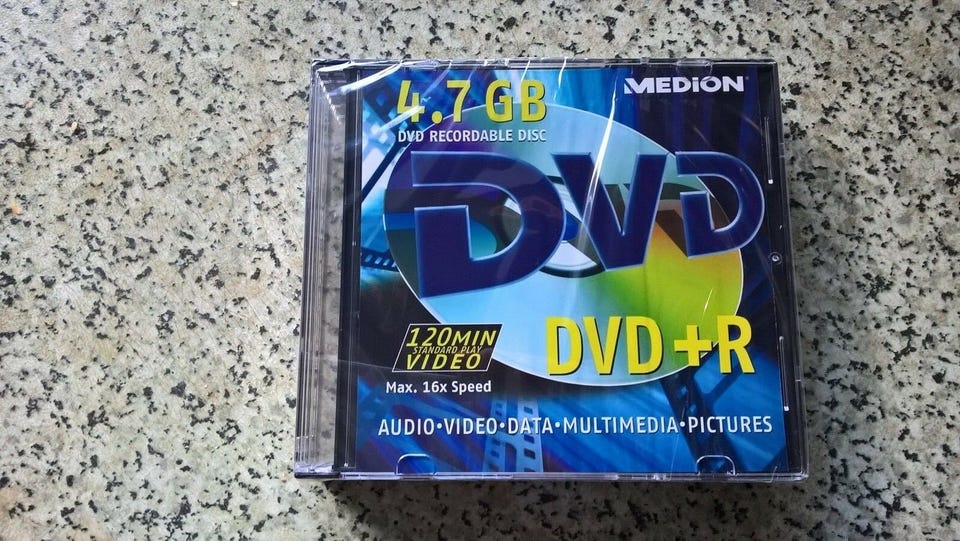 4.7 GB
MEDION
DVD RECORDABLE DISC
DVD
120MIN
STANDARD PLAY
VIDEO
DVD+R
Max. 16x Speed
AUDIO•VIDEO•DATA•MULTIMEDIA•PICTURES